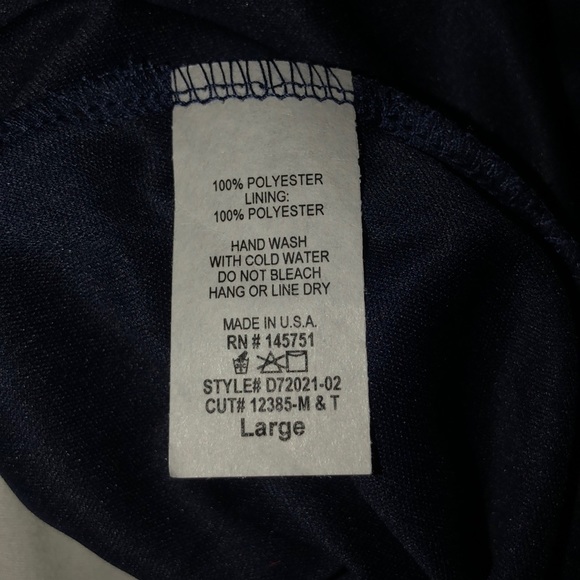 100% POLYESTER
LINING:
100% POLYESTER
HAND WASH
WITH COLD WATER
DO NOT BLEACH
HANG OR LINE DRY
MADE IN U.S.A.
RN # 145751
STYLE# D72021-02
CUT# 12385-M & T
Large